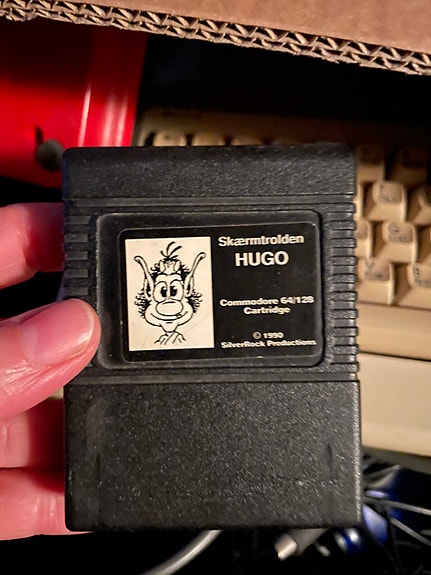 Skærmtrolden
HUGO
Commodore 64/128
Cartridge
© 1990
SilverRock Productions